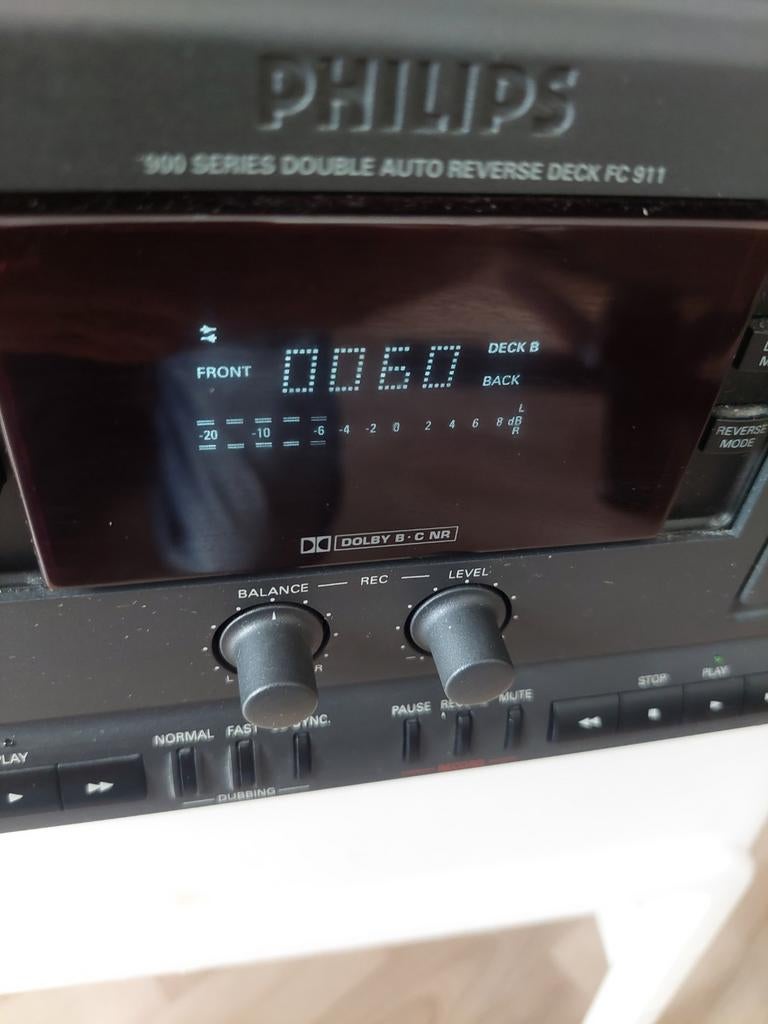 PHILIPS
900 SERIES DOUBLE AUTO REVERSE DECK FC 911
FRONT 0060 DECK B
BACK
L
-20 -10 -6 -4 -2 0 2 4 6 8 dB
R
REVERSE
MODE
DOLBY B·C NR
BALANCE REC LEVEL
L R
NORMAL FAST SYNC.
DUBBING
PAUSE MUTE
RECORD
STOP PLAY
PLAY